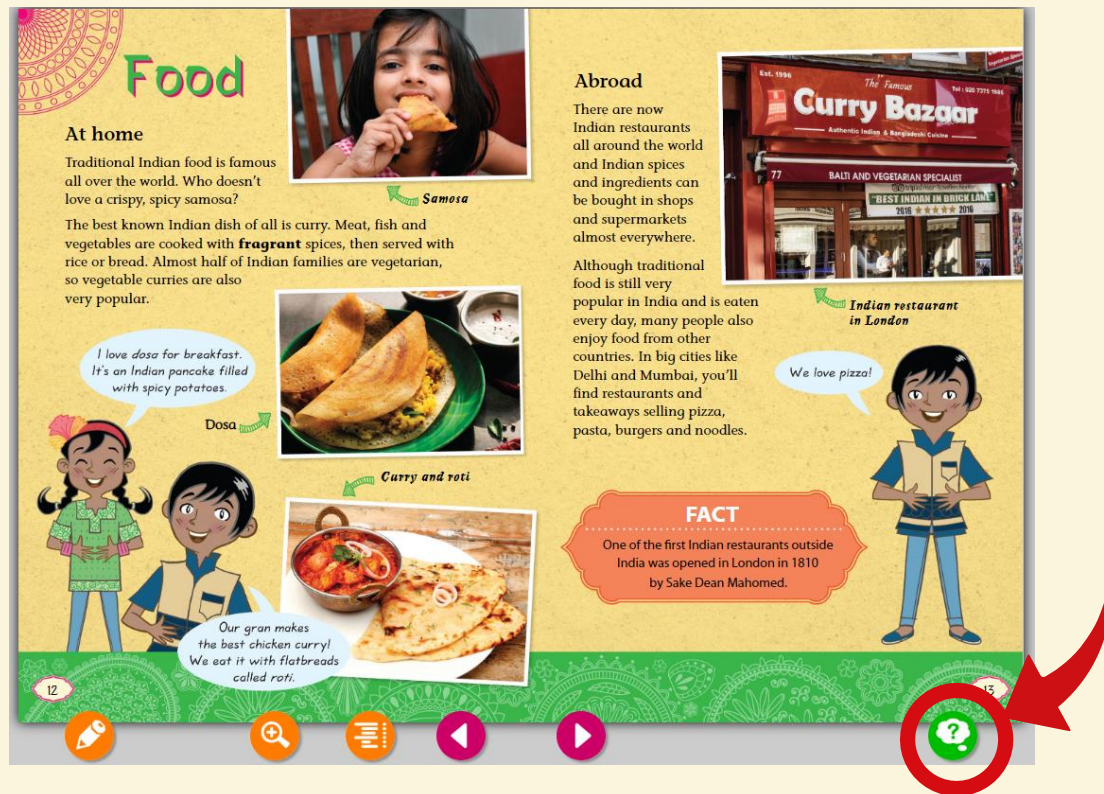 Food
At home
Traditional Indian food is famous
all over the world. Who doesn't
love a crispy, spicy samosa?
Samosa
The best known Indian dish of all is curry. Meat, fish and
vegetables are cooked with fragrant spices, then served with
rice or bread. Almost half of Indian families are vegetarian,
so vegetable curries are also
very popular.
I love dosa for breakfast.
It's an Indian pancake filled
with spicy potatoes.
Dosa
Curry and roti
Our gran makes
the best chicken curry!
We eat it with flatbreads
called roti.
12
Abroad
There are now
Indian restaurants
all around the world
and Indian spices
and ingredients can
be bought in shops
and supermarkets
almost everywhere.
Although traditional
food is still very
popular in India and is eaten
every day, many people also
enjoy food from other
countries. In big cities like
Delhi and Mumbai, you'll
find restaurants and
takeaways selling pizza,
pasta, burgers and noodles.
Est. 1996
The Famous
Tel : 020 7375 1986
Curry Bazaar
Authentic Indian & Bangladeshi Cuisine
77
BALTI AND VEGETARIAN SPECIALIST
"BEST INDIAN IN BRICK LANE"
2016 ★★★★★ 2016
Indian restaurant
in London
We love pizza!
FACT
One of the first Indian restaurants outside
India was opened in London in 1810
by Sake Dean Mahomed.
13
?